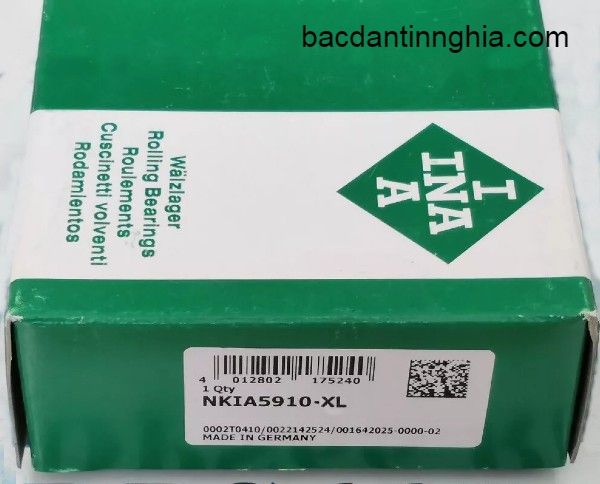 bacdantinnghia.com
Wälzlager
Rolling Bearings
Roulements
Cuscinetti volventi
Rodamientos
I
INA
A
4 012802 175240
1 Qty
NKIA5910-XL
0002T0410/0022142524/001642025-0000-02
MADE IN GERMANY